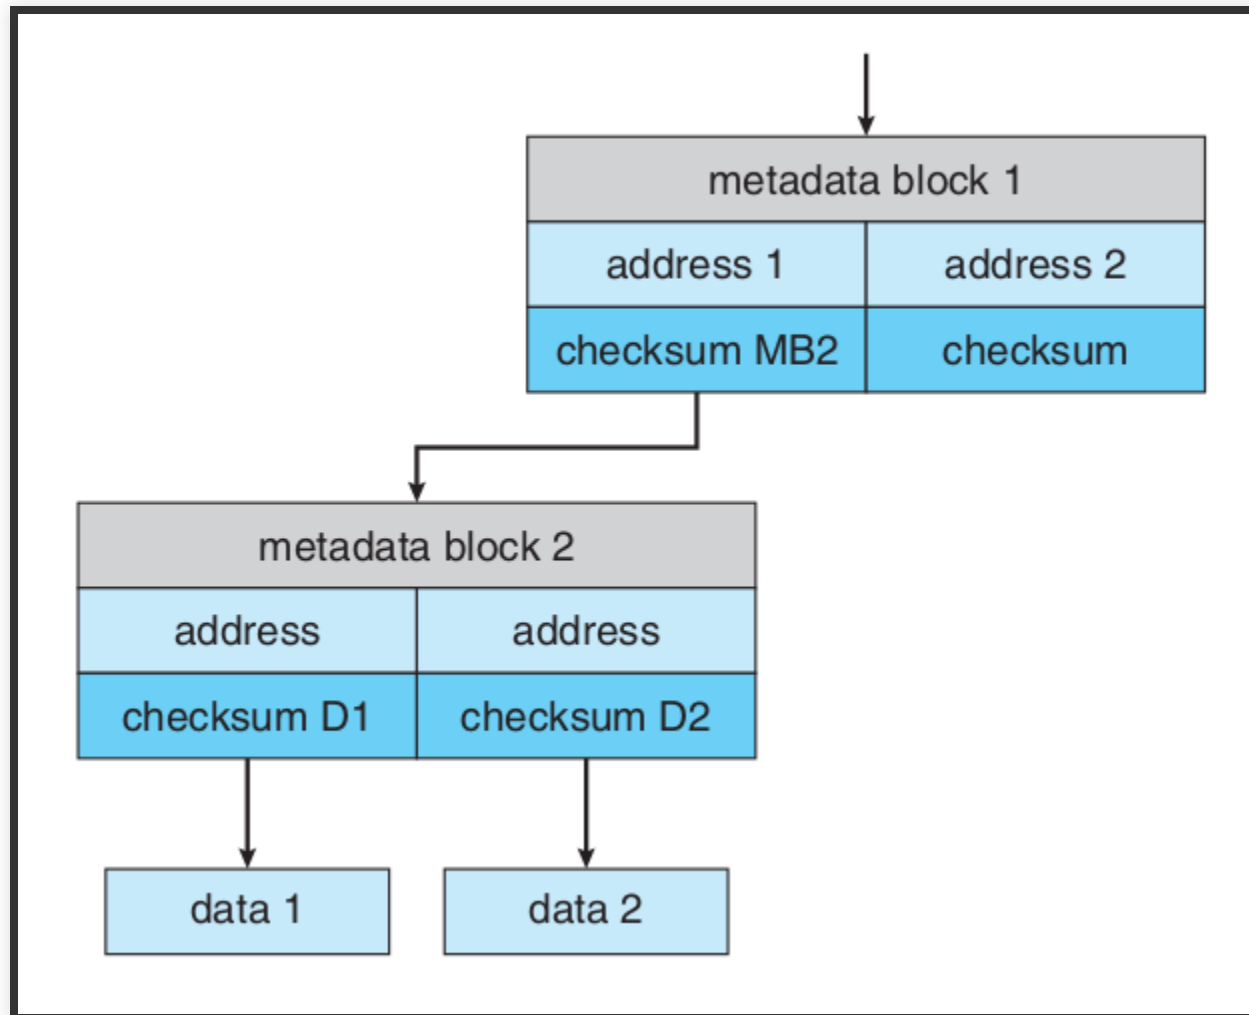 metadata block 1
address 1
address 2
checksum MB2
checksum
metadata block 2
address
address
checksum D1
checksum D2
data 1
data 2